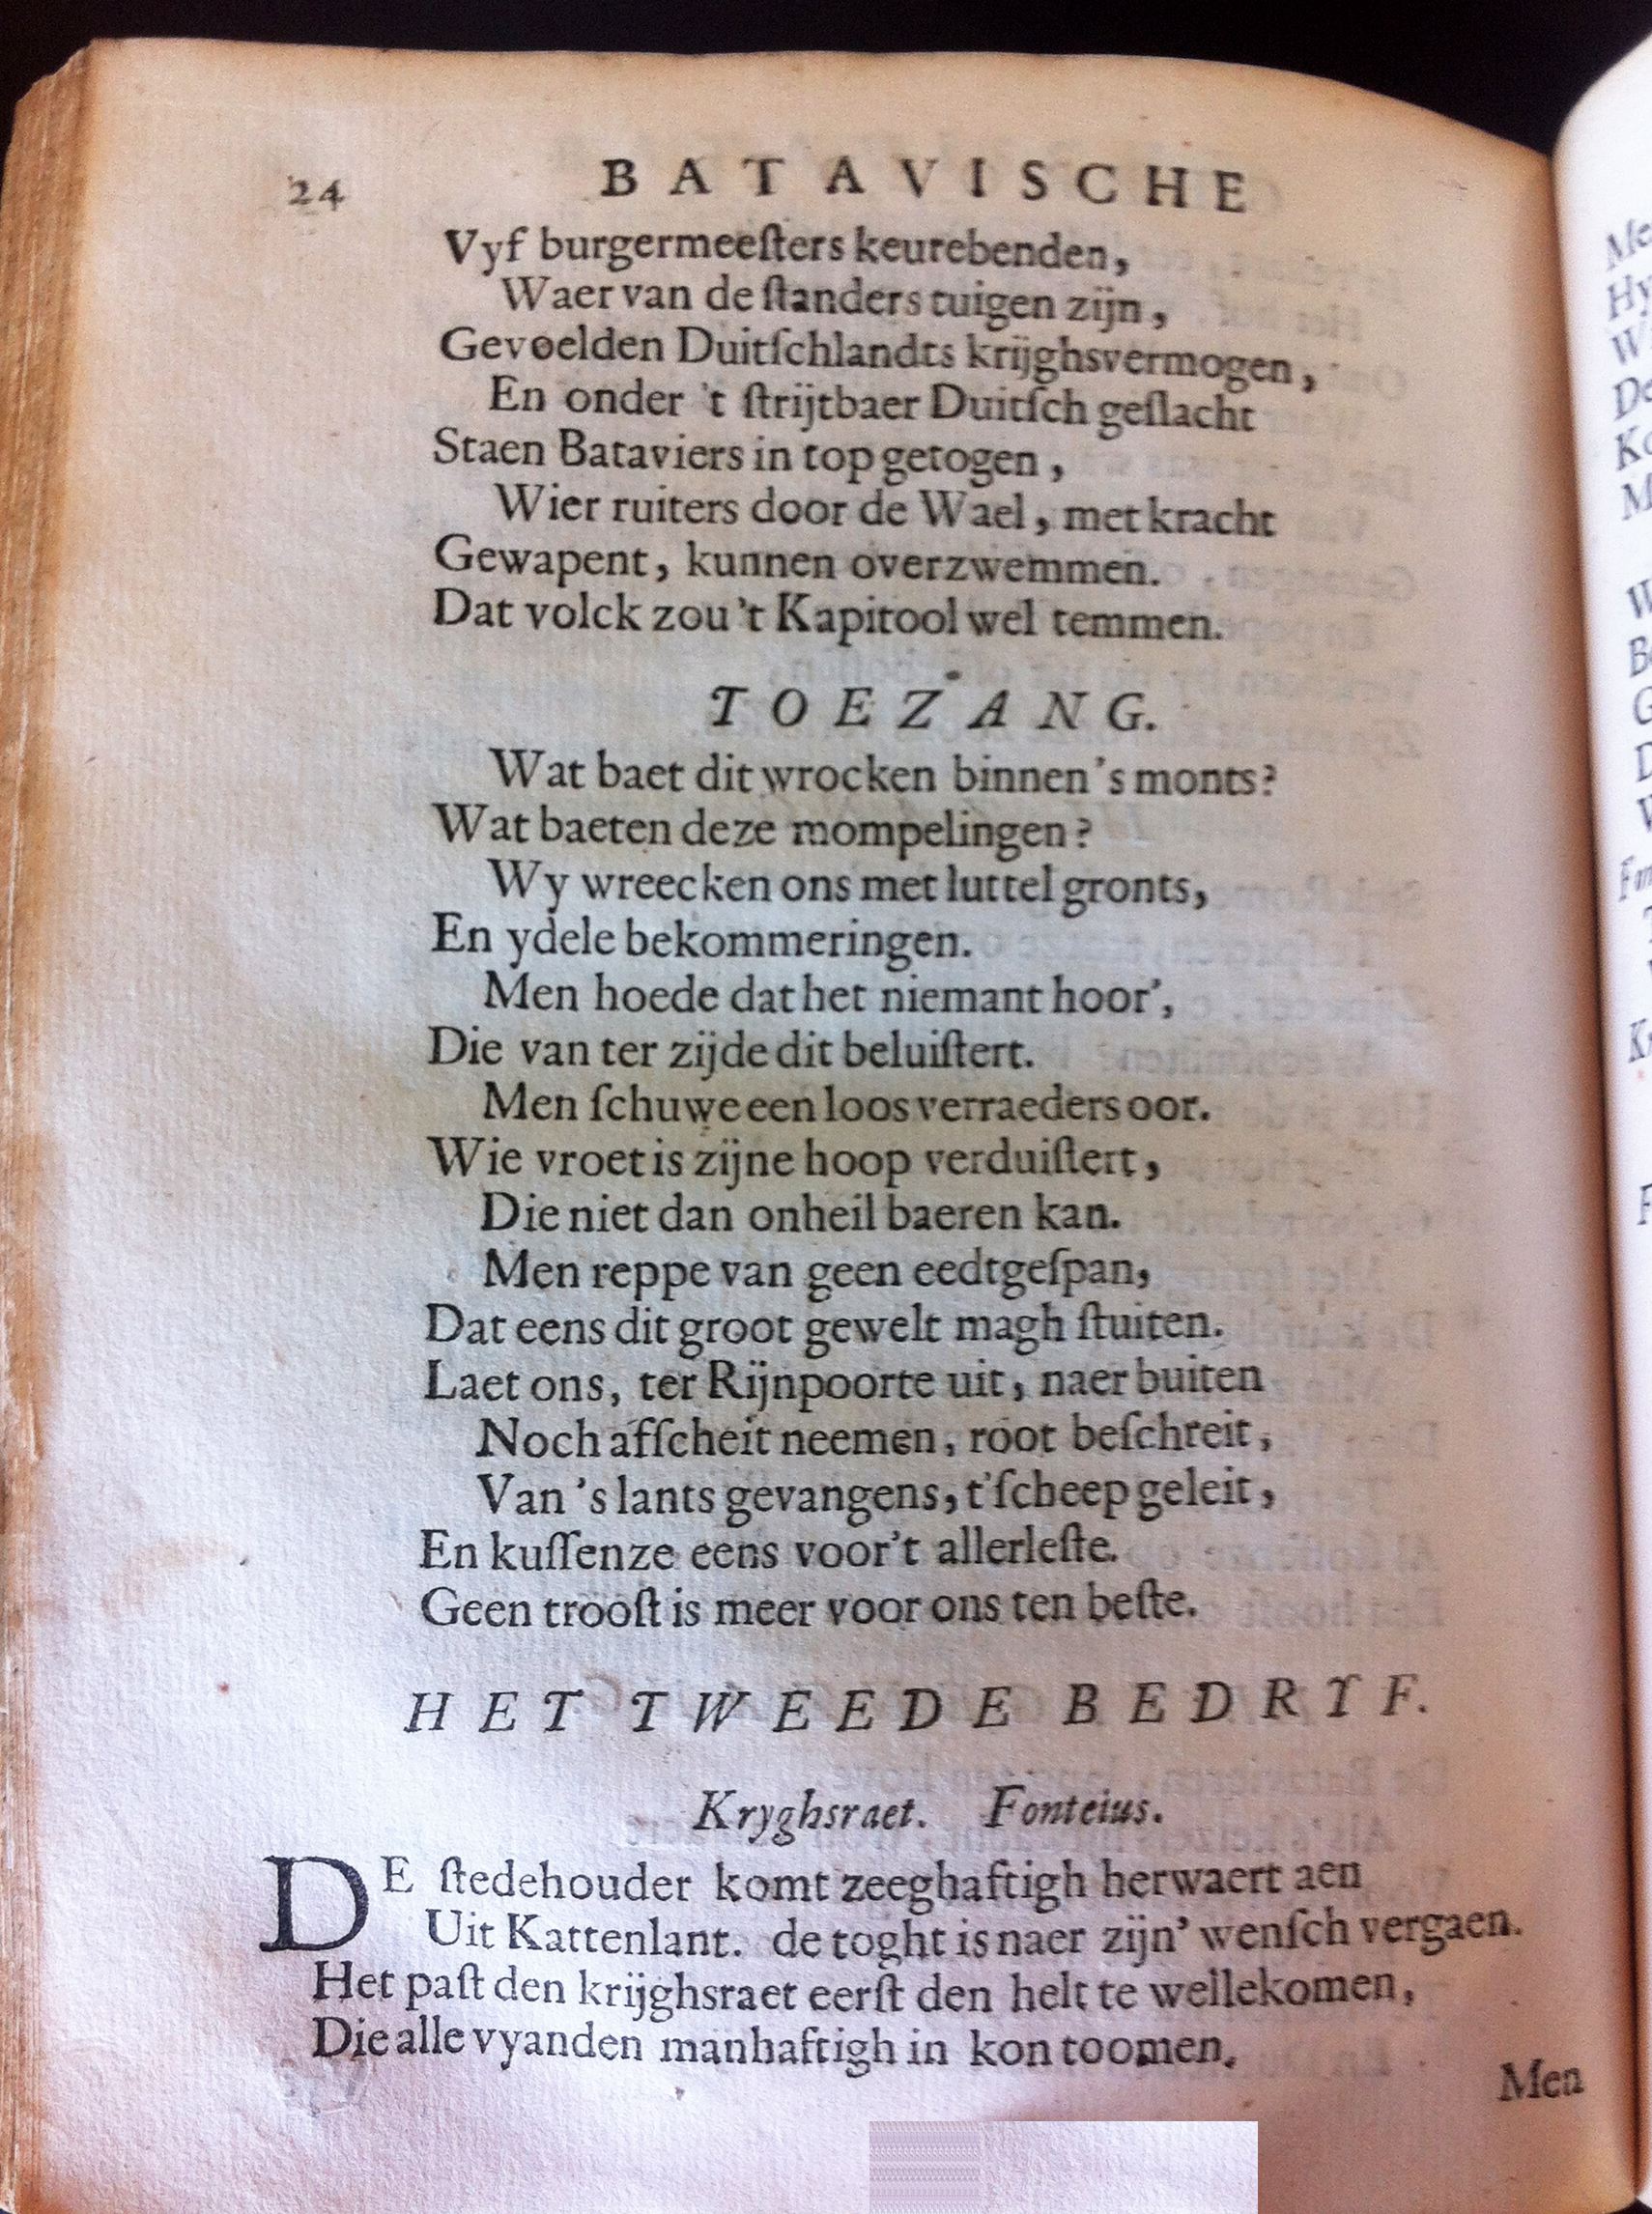 24 BATAVISCHE
Vyf burgermeeſters keurebenden,
Waer van de ſtanders tuigen zijn,
Gevoelden Duitſchlandts krijghsvermogen,
En onder 't ſtrijtbaer Duitſch geſlacht
Staen Bataviers in top getogen,
Wier ruiters door de Wael, met kracht
Gewapent, kunnen overzwemmen.
Dat volck zou 't Kapitool wel temmen.
TOEZANG.
Wat baet dit wrocken binnen 's monts?
Wat baeten deze mompelingen?
Wy wreecken ons met luttel gronts,
En ydele bekommeringen.
Men hoede dat het niemant hoor',
Die van ter zijde dit beluiſtert.
Men ſchuwe een loos verraeders oor.
Wie vroet is zijne hoop verduiſtert,
Die niet dan onheil baeren kan.
Men reppe van geen eedtgeſpan,
Dat eens dit groot gewelt magh ſtuiten.
Laet ons, ter Rijnpoorte uit, naer buiten
Noch afſcheit neemen, root beſchreit,
Van 's lants gevangens, t'ſcheep geleit,
En kuſſenze eens voor't allerleſte.
Geen trooſt is meer voor ons ten beſte.
HET TWEEDE BEDRYF.
Kryghsraet. Fonteius.
DE ſtedehouder komt zeeghaftigh herwaert aen
Uit Kattenlant. de toght is naer zijn' wenſch vergaen.
Het paſt den krijghsraet eerſt den helt te wellekomen,
Die alle vyanden manhaftigh in kon toomen.
Men